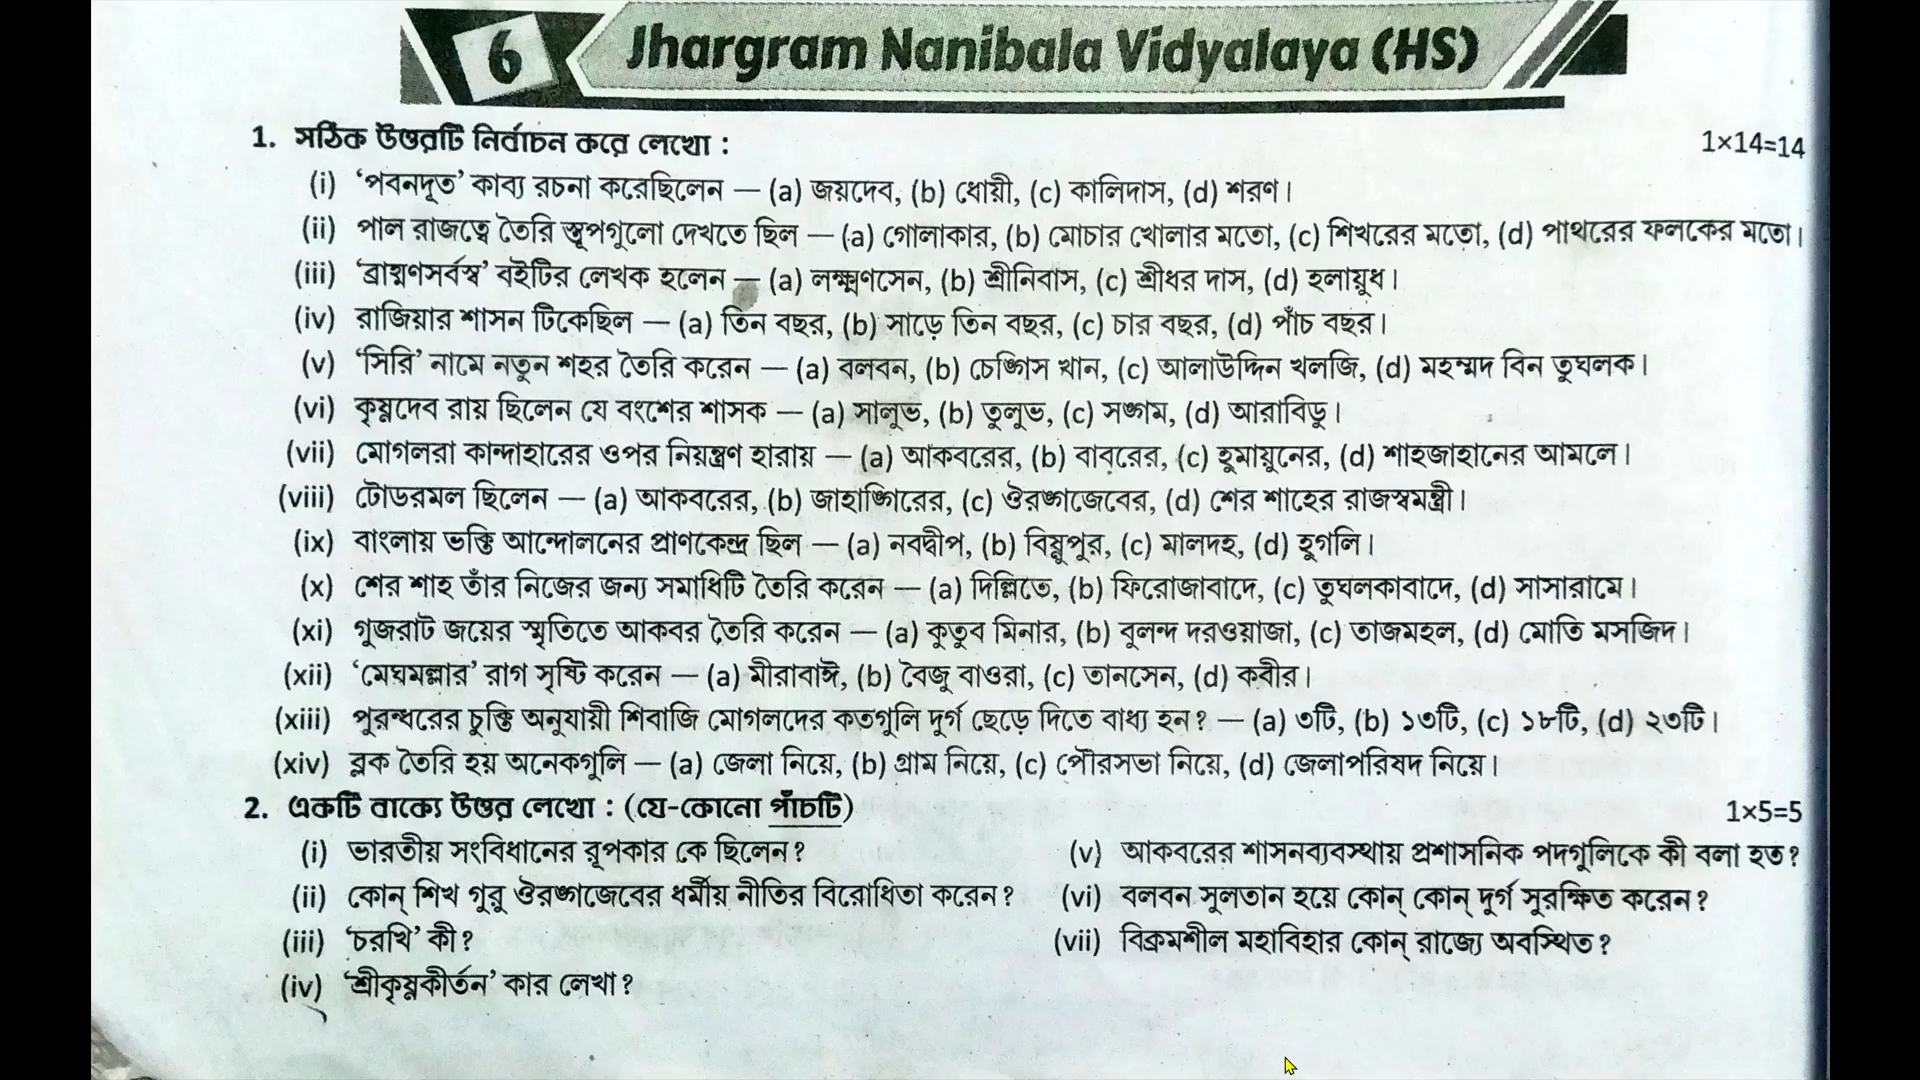 6 Jhargram Nanibala Vidyalaya (HS)
1. সঠিক উত্তরটি নির্বাচন করে লেখো : 1×14=14
(i) ‘পবনদূত’ কাব্য রচনা করেছিলেন — (a) জয়দেব, (b) ধোয়ী, (c) কালিদাস, (d) শরণ।
(ii) পাল রাজত্বে তৈরি স্তূপগুলো দেখতে ছিল — (a) গোলাকার, (b) মোচার খোলার মতো, (c) শিখরের মতো, (d) পাথরের ফলকের মতো।
(iii) ‘ব্রাহ্মণসর্বস্ব’ বইটির লেখক হলেন — (a) লক্ষ্মণসেন, (b) শ্রীনিবাস, (c) শ্রীধর দাস, (d) হলায়ুধ।
(iv) রাজিয়ার শাসন টিকেছিল — (a) তিন বছর, (b) সাড়ে তিন বছর, (c) চার বছর, (d) পাঁচ বছর।
(v) ‘সিরি’ নামে নতুন শহর তৈরি করেন — (a) বলবন, (b) চেঙ্গিস খান, (c) আলাউদ্দিন খলজি, (d) মহম্মদ বিন তুঘলক।
(vi) কৃষ্ণদেব রায় ছিলেন যে বংশের শাসক — (a) সালুভ, (b) তুলুভ, (c) সঙ্গম, (d) আরাবিডু।
(vii) মোগলরা কান্দাহারের ওপর নিয়ন্ত্রণ হারায় — (a) আকবরের, (b) বাবরের, (c) হুমায়ুনের, (d) শাহজাহানের আমলে।
(viii) টোডরমল ছিলেন — (a) আকবরের, (b) জাহাঙ্গিরের, (c) ঔরঙ্গজেবের, (d) শের শাহের রাজস্বমন্ত্রী।
(ix) বাংলায় ভক্তি আন্দোলনের প্রাণকেন্দ্র ছিল — (a) নবদ্বীপ, (b) বিষ্ণুপুর, (c) মালদহ, (d) হুগলি।
(x) শের শাহ তাঁর নিজের জন্য সমাধিটি তৈরি করেন — (a) দিল্লিতে, (b) ফিরোজাবাদে, (c) তুঘলকাবাদে, (d) সাসারামে।
(xi) গুজরাট জয়ের স্মৃতিতে আকবর তৈরি করেন — (a) কুতুব মিনার, (b) বুলন্দ দরওয়াজা, (c) তাজমহল, (d) মোতি মসজিদ।
(xii) ‘মেঘমল্লার’ রাগ সৃষ্টি করেন — (a) মীরাবাঈ, (b) বৈজু বাওরা, (c) তানসেন, (d) কবীর।
(xiii) পুরন্ধরের চুক্তি অনুযায়ী শিবাজি মোগলদের কতগুলি দুর্গ ছেড়ে দিতে বাধ্য হন? — (a) ৩টি, (b) ১৩টি, (c) ১৮টি, (d) ২৩টি।
(xiv) ব্লক তৈরি হয় অনেকগুলি — (a) জেলা নিয়ে, (b) গ্রাম নিয়ে, (c) পৌরসভা নিয়ে, (d) জেলাপরিষদ নিয়ে।
2. একটি বাক্যে উত্তর লেখো : (যে-কোনো পাঁচটি) 1×5=5
(i) ভারতীয় সংবিধানের রূপকার কে ছিলেন?
(ii) কোন্ শিখ গুরু ঔরঙ্গজেবের ধর্মীয় নীতির বিরোধিতা করেন?
(iii) ‘চরখি’ কী?
(iv) ‘শ্রীকৃষ্ণকীর্তন’ কার লেখা?
(v) আকবরের শাসনব্যবস্থায় প্রশাসনিক পদগুলিকে কী বলা হত?
(vi) বলবন সুলতান হয়ে কোন্ কোন্ দুর্গ সুরক্ষিত করেন?
(vii) বিক্রমশীল মহাবিহার কোন্ রাজ্যে অবস্থিত?